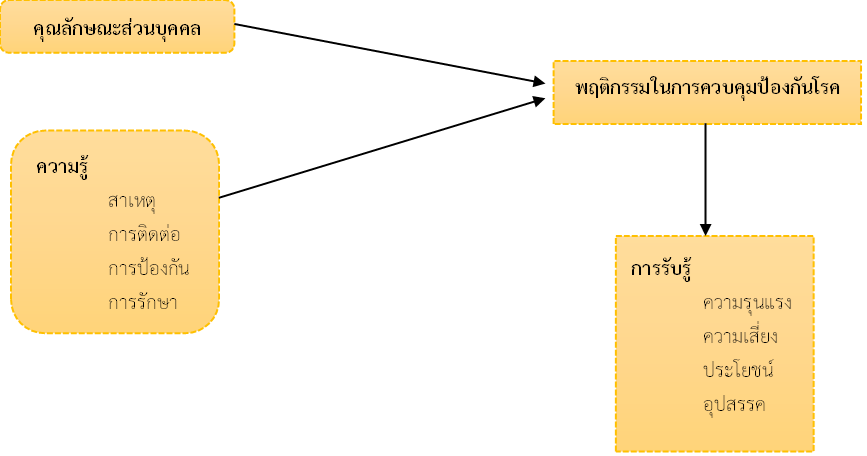 คุณลักษณะส่วนบุคคล
พฤติกรรมในการควบคุมป้องกันโรค
ความรู้
สาเหตุ
การติดต่อ
การป้องกัน
การรักษา
การรับรู้
ความรุนแรง
ความเสี่ยง
ประโยชน์
อุปสรรค